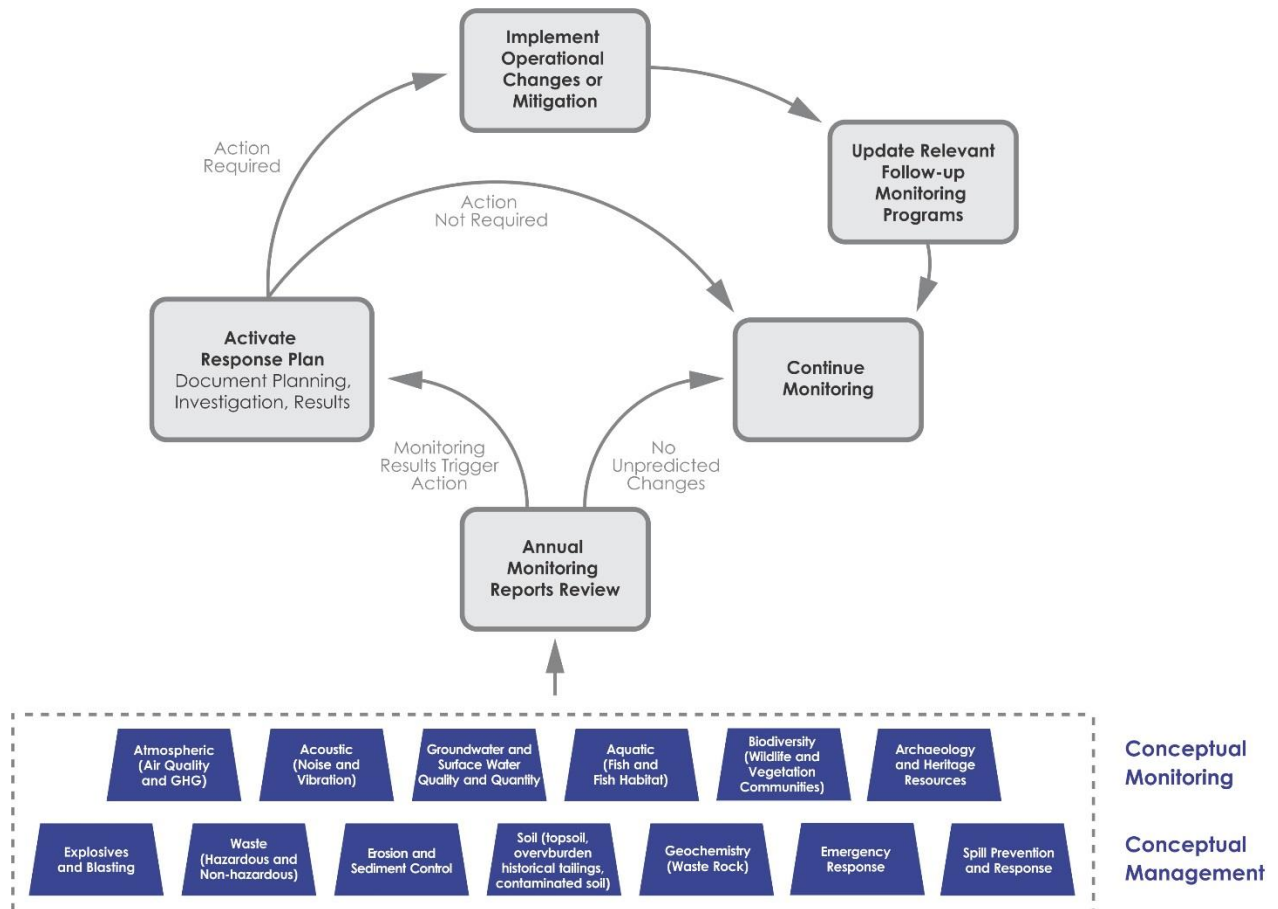 Implement
Operational
Changes or
Mitigation
Action
Required
Update Relevant
Follow-up
Monitoring
Programs
Action
Not Required
Activate
Response Plan
Document Planning,
Investigation, Results
Continue
Monitoring
Monitoring
Results Trigger
Action
No
Unpredicted
Changes
Annual
Monitoring
Reports Review
Atmospheric
(Air Quality
and GHG)
Acoustic
(Noise and
Vibration)
Groundwater and
Surface Water
Quality and Quantity
Aquatic
(Fish and
Fish Habitat)
Biodiversity
(Wildlife and
Vegetation
Communities)
Archaeology
and Heritage
Resources
Conceptual
Monitoring
Explosives
and Blasting
Waste
(Hazardous and
Non-hazardous)
Erosion and
Sediment Control
Soil (topsoil,
overvburden
historical tailings,
contaminated soil)
Geochemistry
(Waste Rock)
Emergency
Response
Spill Prevention
and Response
Conceptual
Management